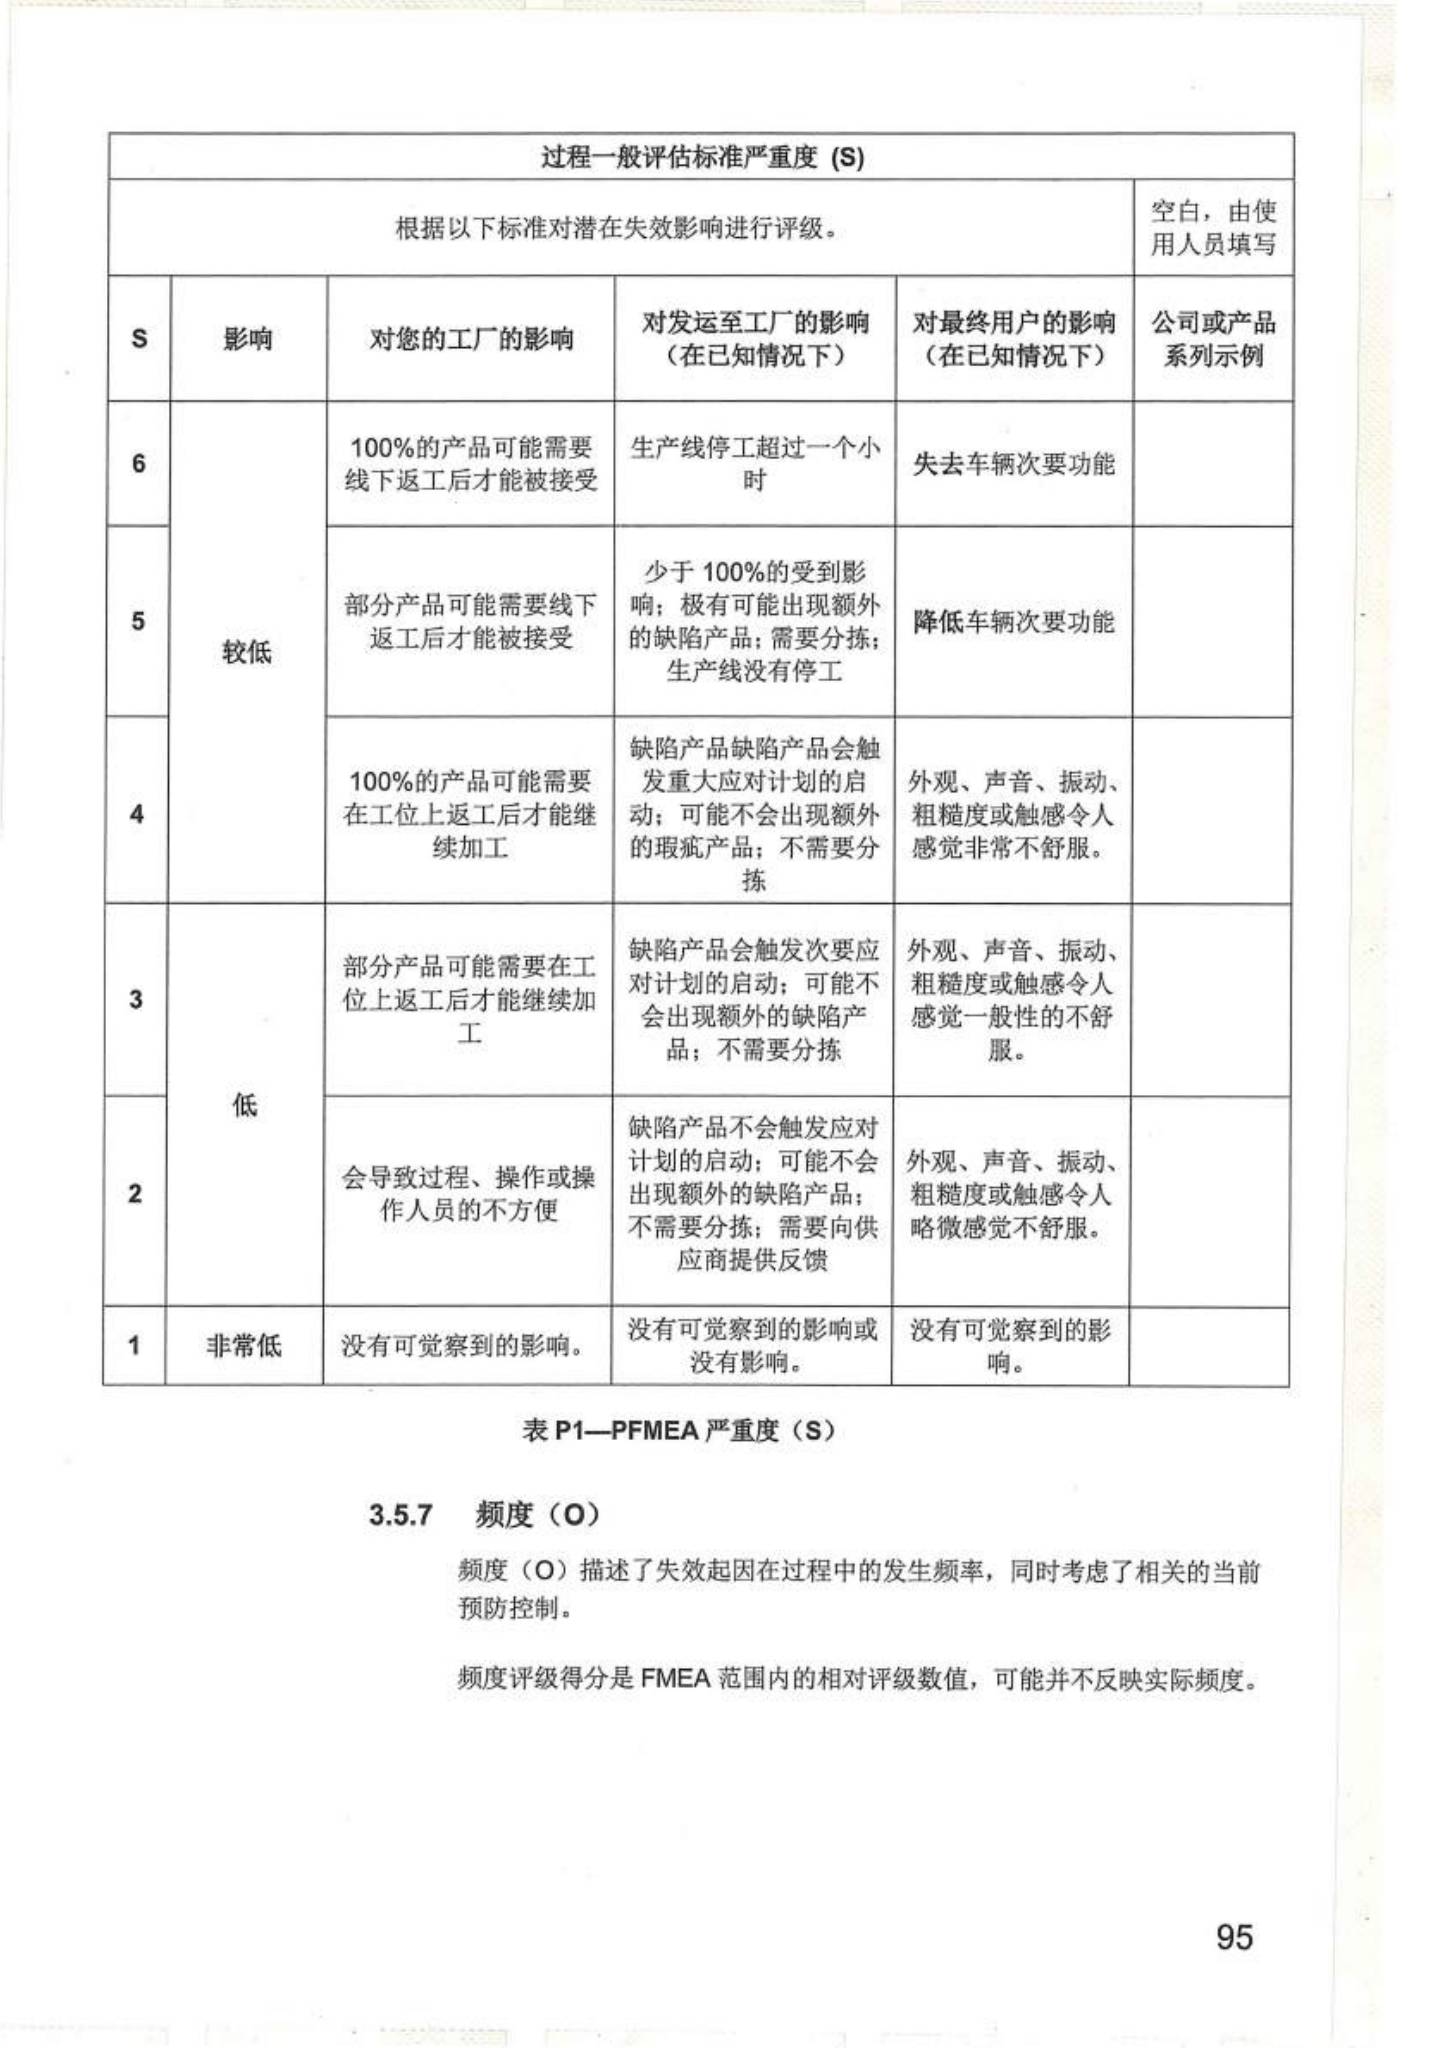 过程一般评估标准严重度 (S)
根据以下标准对潜在失效影响进行评级。
空白，由使
用人员填写
S
影响
对您的工厂的影响
对发运至工厂的影响
（在已知情况下）
对最终用户的影响
（在已知情况下）
公司或产品
系列示例
6
较低
100%的产品可能需要
线下返工后才能被接受
生产线停工超过一个小
时
失去车辆次要功能
5
部分产品可能需要线下
返工后才能被接受
少于 100%的受到影
响；极有可能出现额外
的缺陷产品；需要分拣；
生产线没有停工
降低车辆次要功能
4
100%的产品可能需要
在工位上返工后才能继
续加工
缺陷产品缺陷产品会触
发重大应对计划的启
动；可能不会出现额外
的瑕疵产品；不需要分
拣
外观、声音、振动、
粗糙度或触感令人
感觉非常不舒服。
3
低
部分产品可能需要在工
位上返工后才能继续加
工
缺陷产品会触发次要应
对计划的启动；可能不
会出现额外的缺陷产
品；不需要分拣
外观、声音、振动、
粗糙度或触感令人
感觉一般性的不舒
服。
2
会导致过程、操作或操
作人员的不方便
缺陷产品不会触发应对
计划的启动；可能不会
出现额外的缺陷产品；
不需要分拣；需要向供
应商提供反馈
外观、声音、振动、
粗糙度或触感令人
略微感觉不舒服。
1
非常低
没有可觉察到的影响。
没有可觉察到的影响或
没有影响。
没有可觉察到的影
响。
表 P1—PFMEA 严重度（S）
3.5.7 频度（O）
频度（O）描述了失效起因在过程中的发生频率，同时考虑了相关的当前
预防控制。
频度评级得分是 FMEA 范围内的相对评级数值，可能并不反映实际频度。
95